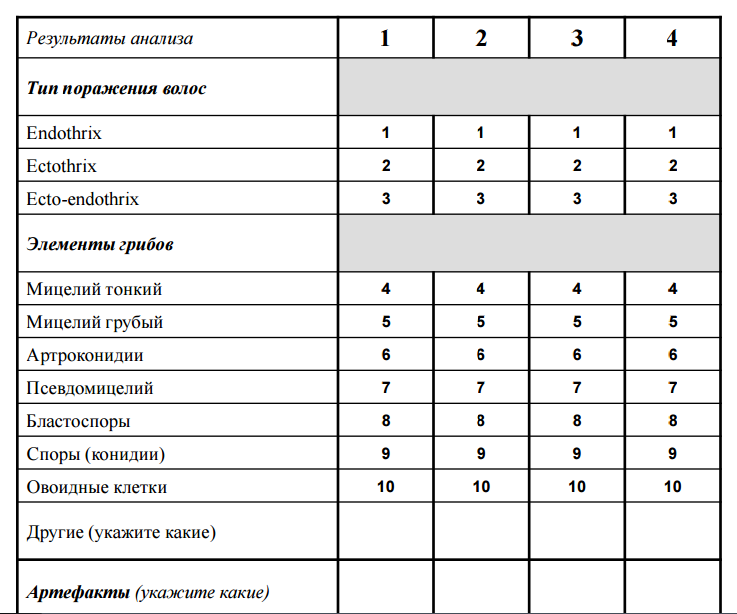 Результаты анализа 1 2 3 4
Тип поражения волос
Endothrix 1 1 1 1
Ectothrix 2 2 2 2
Ecto-endothrix 3 3 3 3
Элементы грибов
Мицелий тонкий 4 4 4 4
Мицелий грубый 5 5 5 5
Артроконидии 6 6 6 6
Псевдомицелий 7 7 7 7
Бластоспоры 8 8 8 8
Споры (конидии) 9 9 9 9
Овоидные клетки 10 10 10 10
Другие (укажите какие)
Артефакты (укажите какие)